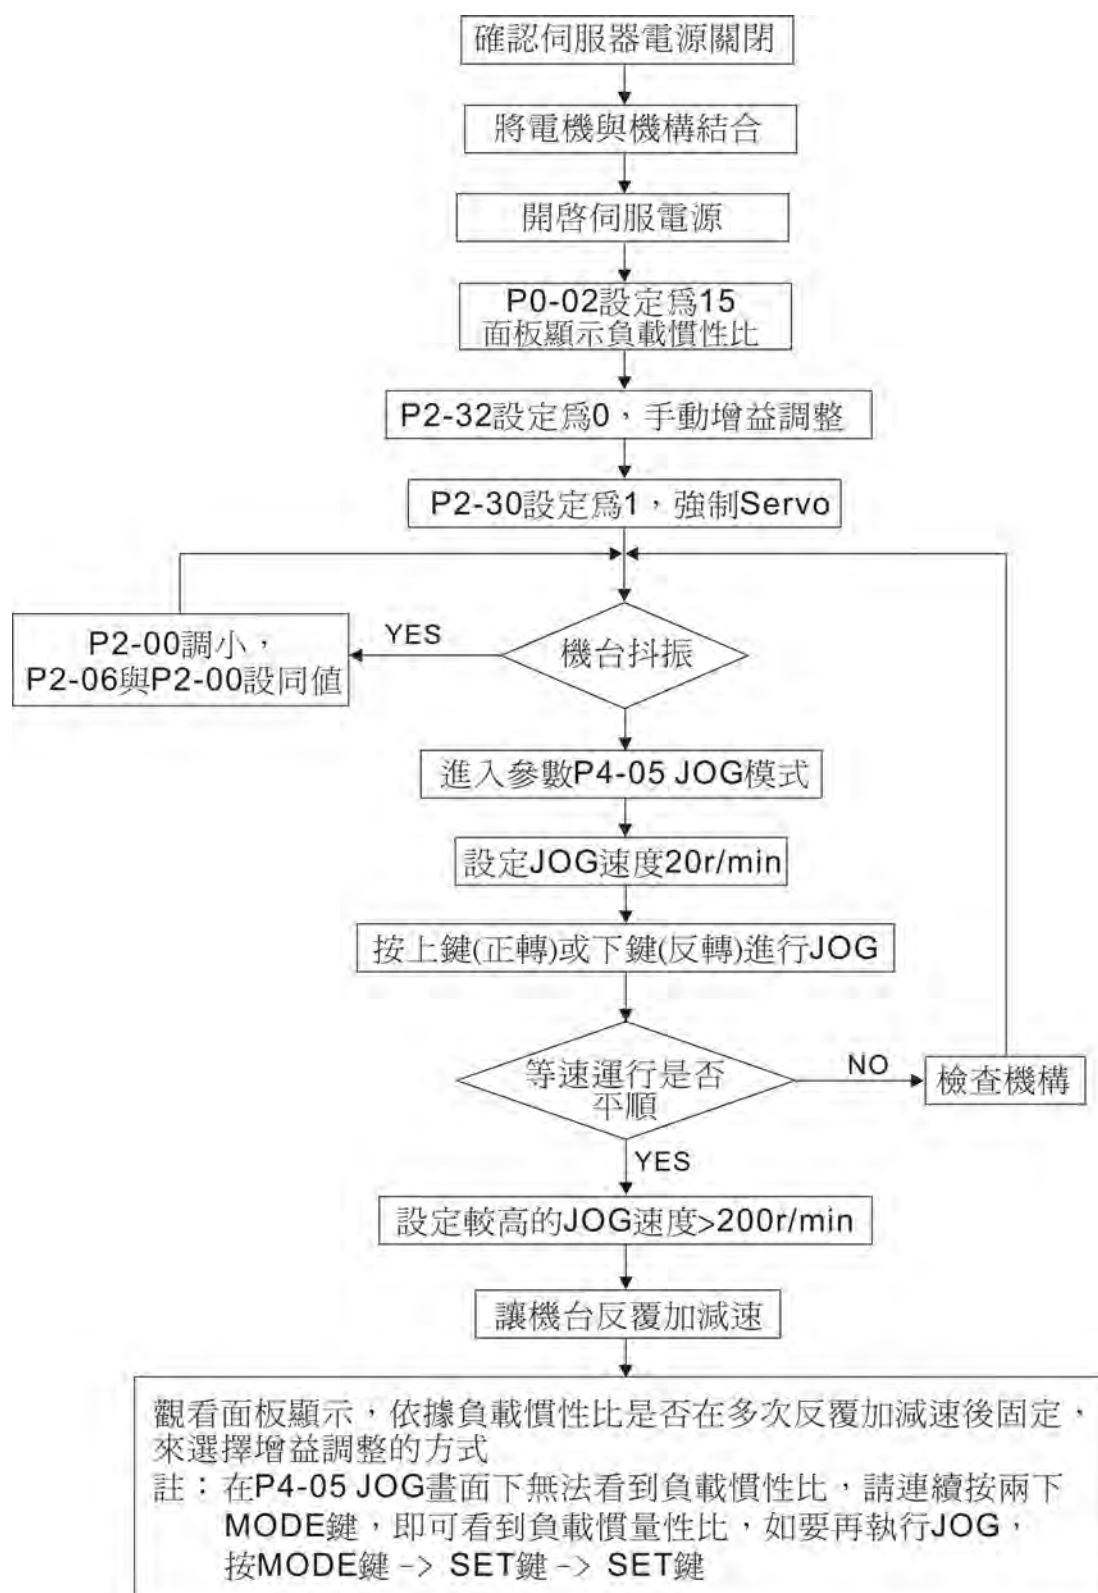 確認伺服器電源關閉
將電機與機構結合
開啓伺服電源
P0-02設定爲15
面板顯示負載慣性比
P2-32設定爲0，手動增益調整
P2-30設定爲1，強制Servo
機台抖振
YES
P2-00調小，
P2-06與P2-00設同值
進入參數P4-05 JOG模式
設定JOG速度20r/min
按上鍵(正轉)或下鍵(反轉)進行JOG
等速運行是否
平順
NO
檢查機構
YES
設定較高的JOG速度>200r/min
讓機台反覆加減速
觀看面板顯示，依據負載慣性比是否在多次反覆加減速後固定，
來選擇增益調整的方式
註：在P4-05 JOG畫面下無法看到負載慣性比，請連續按兩下
MODE鍵，即可看到負載慣量性比，如要再執行JOG，
按MODE鍵 -> SET鍵 -> SET鍵